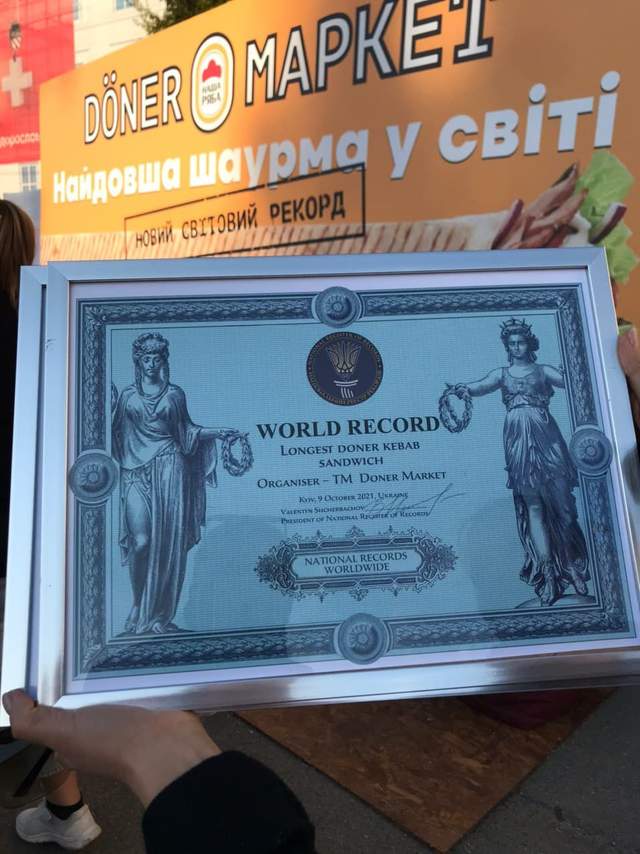 DÖNER НАША РЯБА МАРКЕТ
Найдовша шаурма у світі
НОВИЙ СВІТОВИЙ РЕКОРД
WORLD RECORD
LONGEST DONER KEBAB
SANDWICH
ORGANISER – TM DONER MARKET
KYIV, 9 OCTOBER 2021, UKRAINE
VALENTYN SHCHERBACHOV
PRESIDENT OF NATIONAL REGISTER OF RECORDS
NATIONAL RECORDS
WORLDWIDE